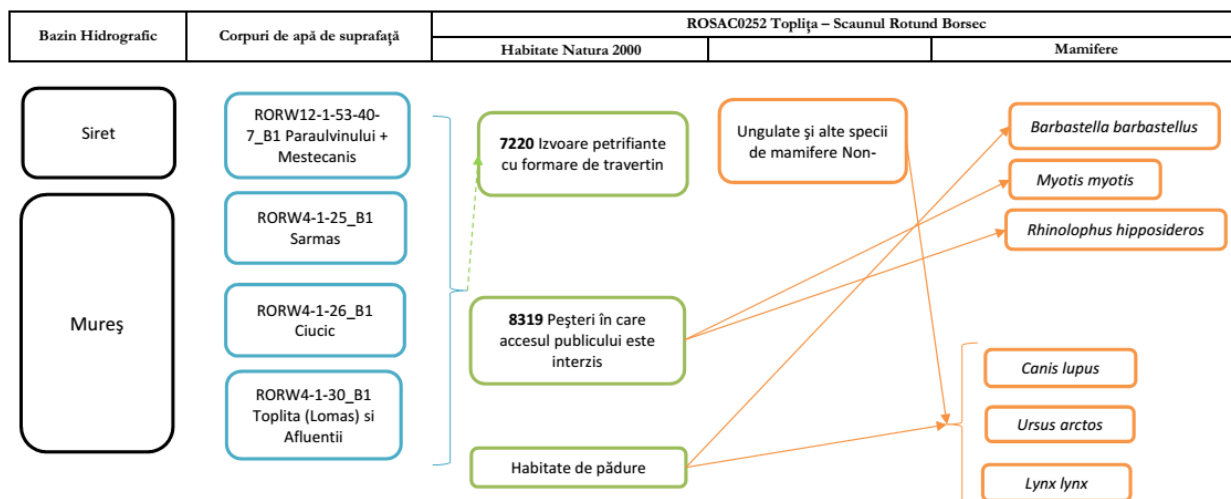 Bazin Hidrografic
Corpuri de apă de suprafață
ROSAC0252 Toplița – Scaunul Rotund Borsec
Habitate Natura 2000
Mamifere
Siret
Mureş
RORW12-1-53-40-
7_B1 Paraulvinului +
Mestecanis
RORW4-1-25_B1
Sarmas
RORW4-1-26_B1
Ciucic
RORW4-1-30_B1
Toplita (Lomas) si
Afluentii
7220 Izvoare petrifiante
cu formare de travertin
8319 Peşteri în care
accesul publicului este
interzis
Habitate de pădure
Ungulate şi alte specii
de mamifere Non-
Barbastella barbastellus
Myotis myotis
Rhinolophus hipposideros
Canis lupus
Ursus arctos
Lynx lynx